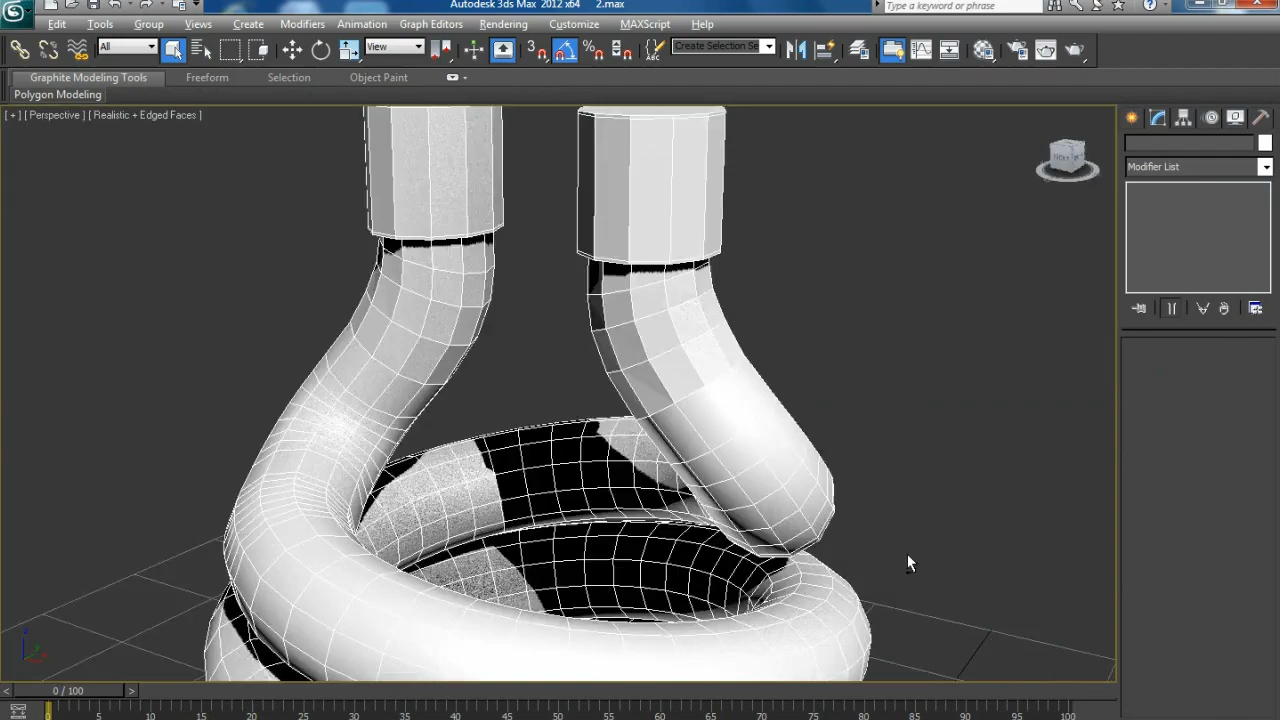 Autodesk 3ds Max 2012 x64 2.max
Type a keyword or phrase
Edit Tools Group Views Create Modifiers Animation Graph Editors Rendering Customize MAXScript Help
All View 3 Create Selection Se
Graphite Modeling Tools Freeform Selection Object Paint
Polygon Modeling
[ + ] [ Perspective ] [ Realistic + Edged Faces ]
Modifier List
0 / 100
0 5 10 15 20 25 30 35 40 45 50 55 60 65 70 75 80 85 90 95 100